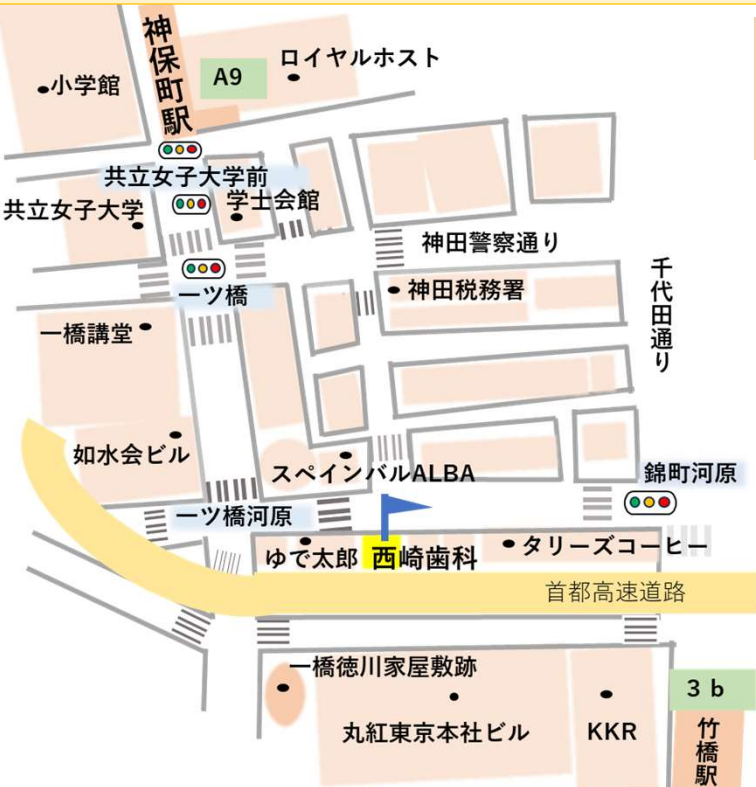 神保町駅
A9
ロイヤルホスト
小学館
共立女子大学前
共立女子大学
学士会館
神田警察通り
一ツ橋
神田税務署
千代田通り
一橋講堂
如水会ビル
スペインバルALBA
錦町河原
一ツ橋河原
ゆで太郎
西崎歯科
タリーズコーヒー
首都高速道路
一橋徳川家屋敷跡
丸紅東京本社ビル
KKR
3 b
竹橋駅